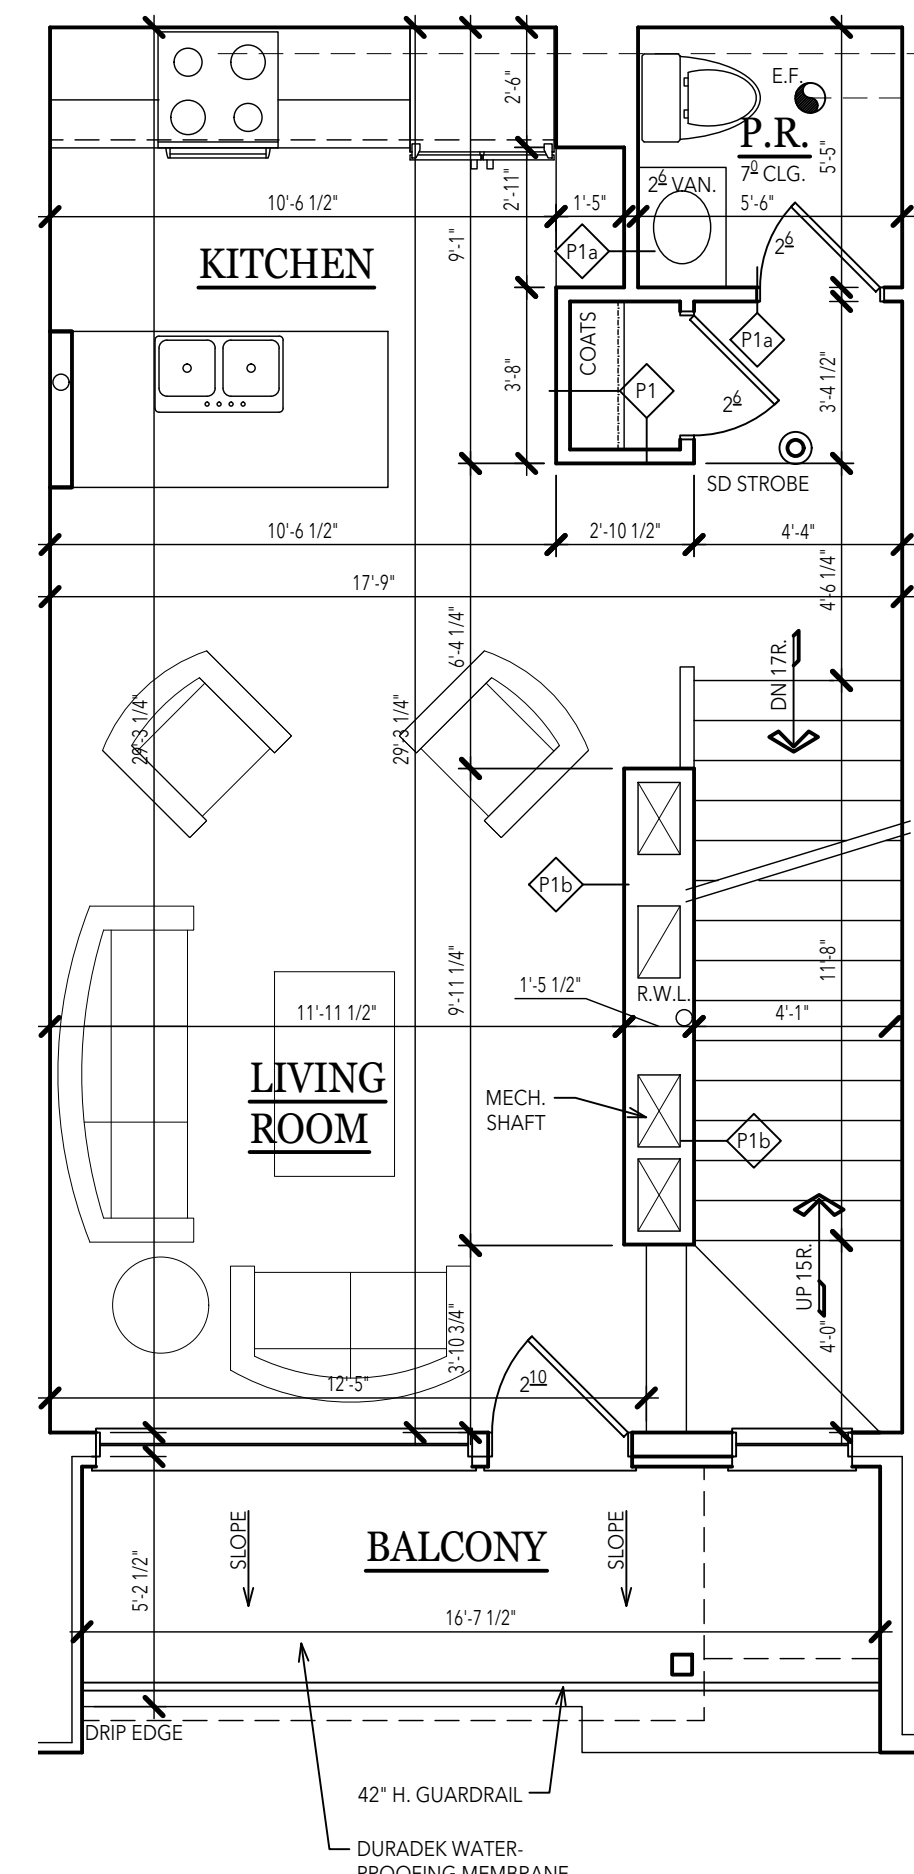 E.F.
P.R.
7⁰ CLG.
2'-6"
5'-5"
2⁶ VAN.
10'-6 1/2"
2'-11"
1'-5"
5'-6"
9'-1"
KITCHEN
P1a
2⁶
COATS
P1a
3'-8"
P1
3'-4 1/2"
2⁶
SD STROBE
10'-6 1/2"
2'-10 1/2"
4'-4"
17'-9"
4'-6 1/4"
6'-4 1/4"
DN 17R.
29'-3 1/4"
29'-3 1/4"
P1b
9'-11 1/4"
11'-8"
1'-5 1/2"
R.W.L.
11'-11 1/2"
4'-1"
LIVING
ROOM
MECH.
SHAFT
P1b
UP 15R.
4'-0"
3'-10 3/4"
12'-5"
2¹⁰
SLOPE
BALCONY
SLOPE
5'-2 1/2"
16'-7 1/2"
DRIP EDGE
42" H. GUARDRAIL
DURADEK WATER-
PROOFING MEMBRANE